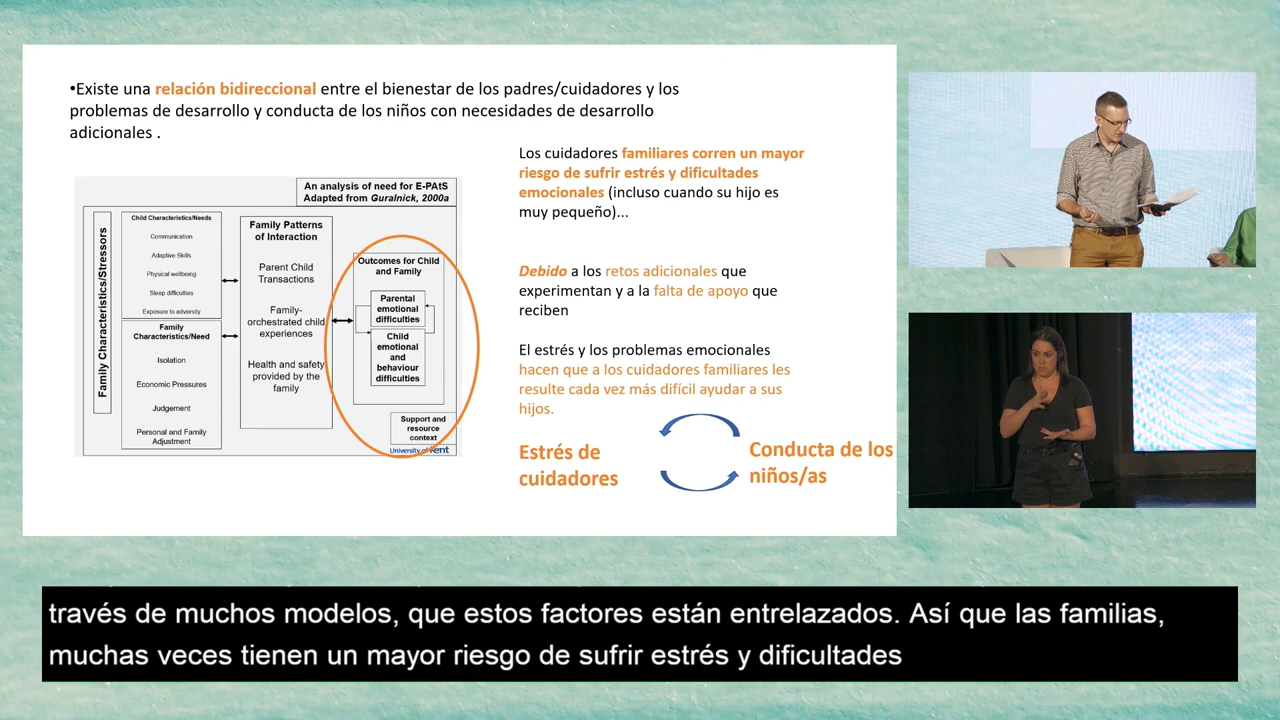 •Existe una relación bidireccional entre el bienestar de los padres/cuidadores y los
problemas de desarrollo y conducta de los niños con necesidades de desarrollo
adicionales .
An analysis of need for E-PAtS
Adapted from Guralnick, 2000a
Family Characteristics/Stressors
Child Characteristics/Needs
Communication
Adaptive Skills
Physical wellbeing
Sleep difficulties
Exposure to adversity
Family
Characteristics/Need
Isolation
Economic Pressures
Judgement
Personal and Family
Adjustment
Family Patterns
of Interaction
Parent Child
Transactions
Family-
orchestrated child
experiences
Health and safety
provided by the
family
Outcomes for Child
and Family
Parental
emotional
difficulties
Child
emotional
and
behaviour
difficulties
Support and
resource
context
University of Kent
Los cuidadores familiares corren un mayor
riesgo de sufrir estrés y dificultades
emocionales (incluso cuando su hijo es
muy pequeño)...
Debido a los retos adicionales que
experimentan y a la falta de apoyo que
reciben
El estrés y los problemas emocionales
hacen que a los cuidadores familiares les
resulte cada vez más difícil ayudar a sus
hijos.
Estrés de
cuidadores
Conducta de los
niños/as
través de muchos modelos, que estos factores están entrelazados. Así que las familias,
muchas veces tienen un mayor riesgo de sufrir estrés y dificultades